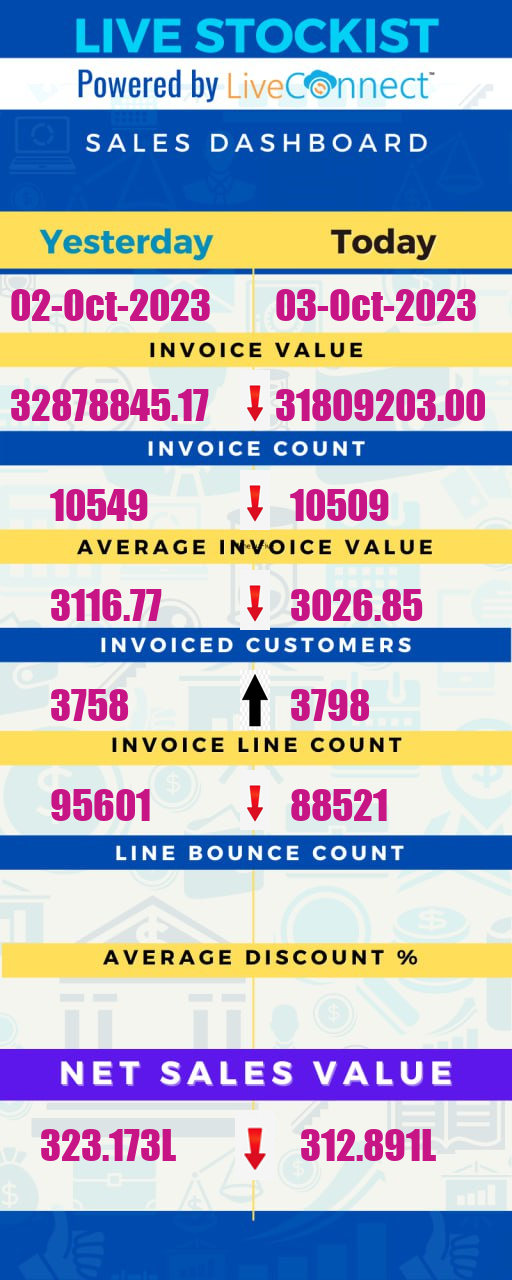 LIVE STOCKIST
Powered by LiveConnect™
SALES DASHBOARD
Yesterday Today
02-Oct-2023 03-Oct-2023
INVOICE VALUE
32878845.17 31809203.00
INVOICE COUNT
10549 10509
AVERAGE INVOICE VALUE
3116.77 3026.85
INVOICED CUSTOMERS
3758 3798
INVOICE LINE COUNT
95601 88521
LINE BOUNCE COUNT
AVERAGE DISCOUNT %
NET SALES VALUE
323.173L 312.891L